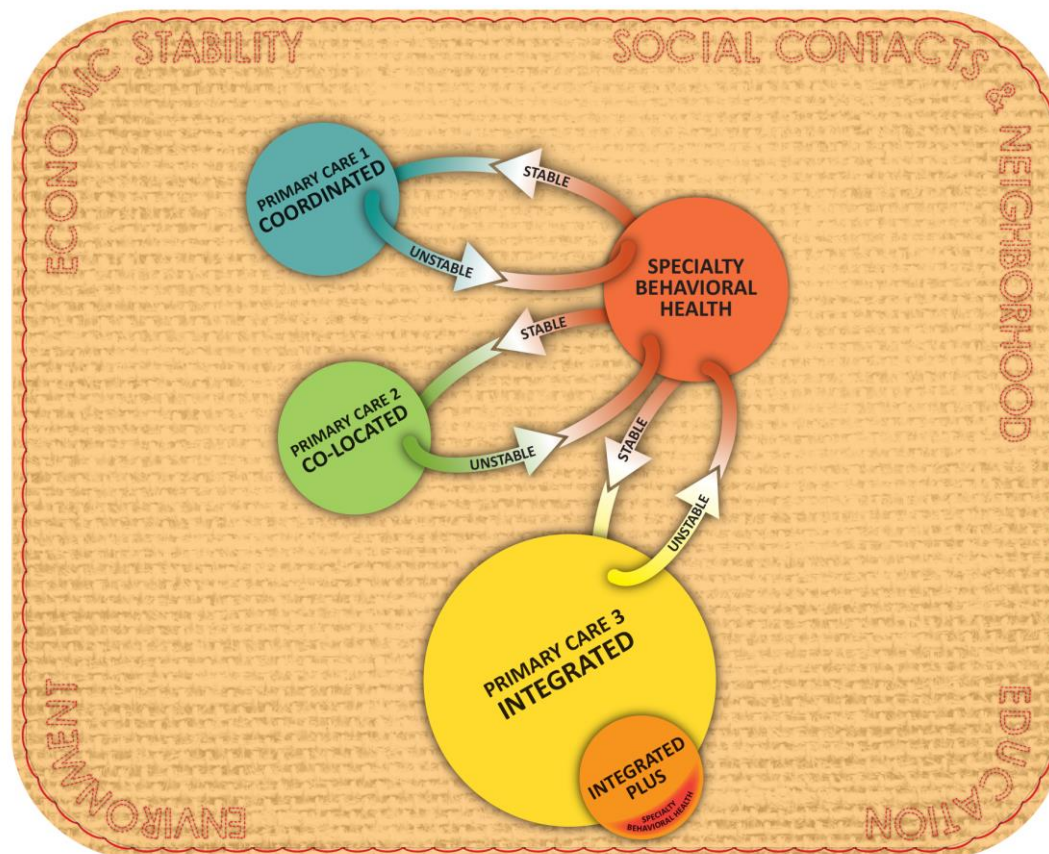 ECONOMIC STABILITY
SOCIAL CONTACTS & NEIGHBORHOOD
PRIMARY CARE 1
COORDINATED
STABLE
UNSTABLE
SPECIALTY
BEHAVIORAL
HEALTH
STABLE
PRIMARY CARE 2
CO-LOCATED
UNSTABLE
STABLE
UNSTABLE
PRIMARY CARE 3
INTEGRATED
INTEGRATED
PLUS
SPECIALTY
BEHAVIORAL HEALTH
ENVIRONMENT
EDUCATION